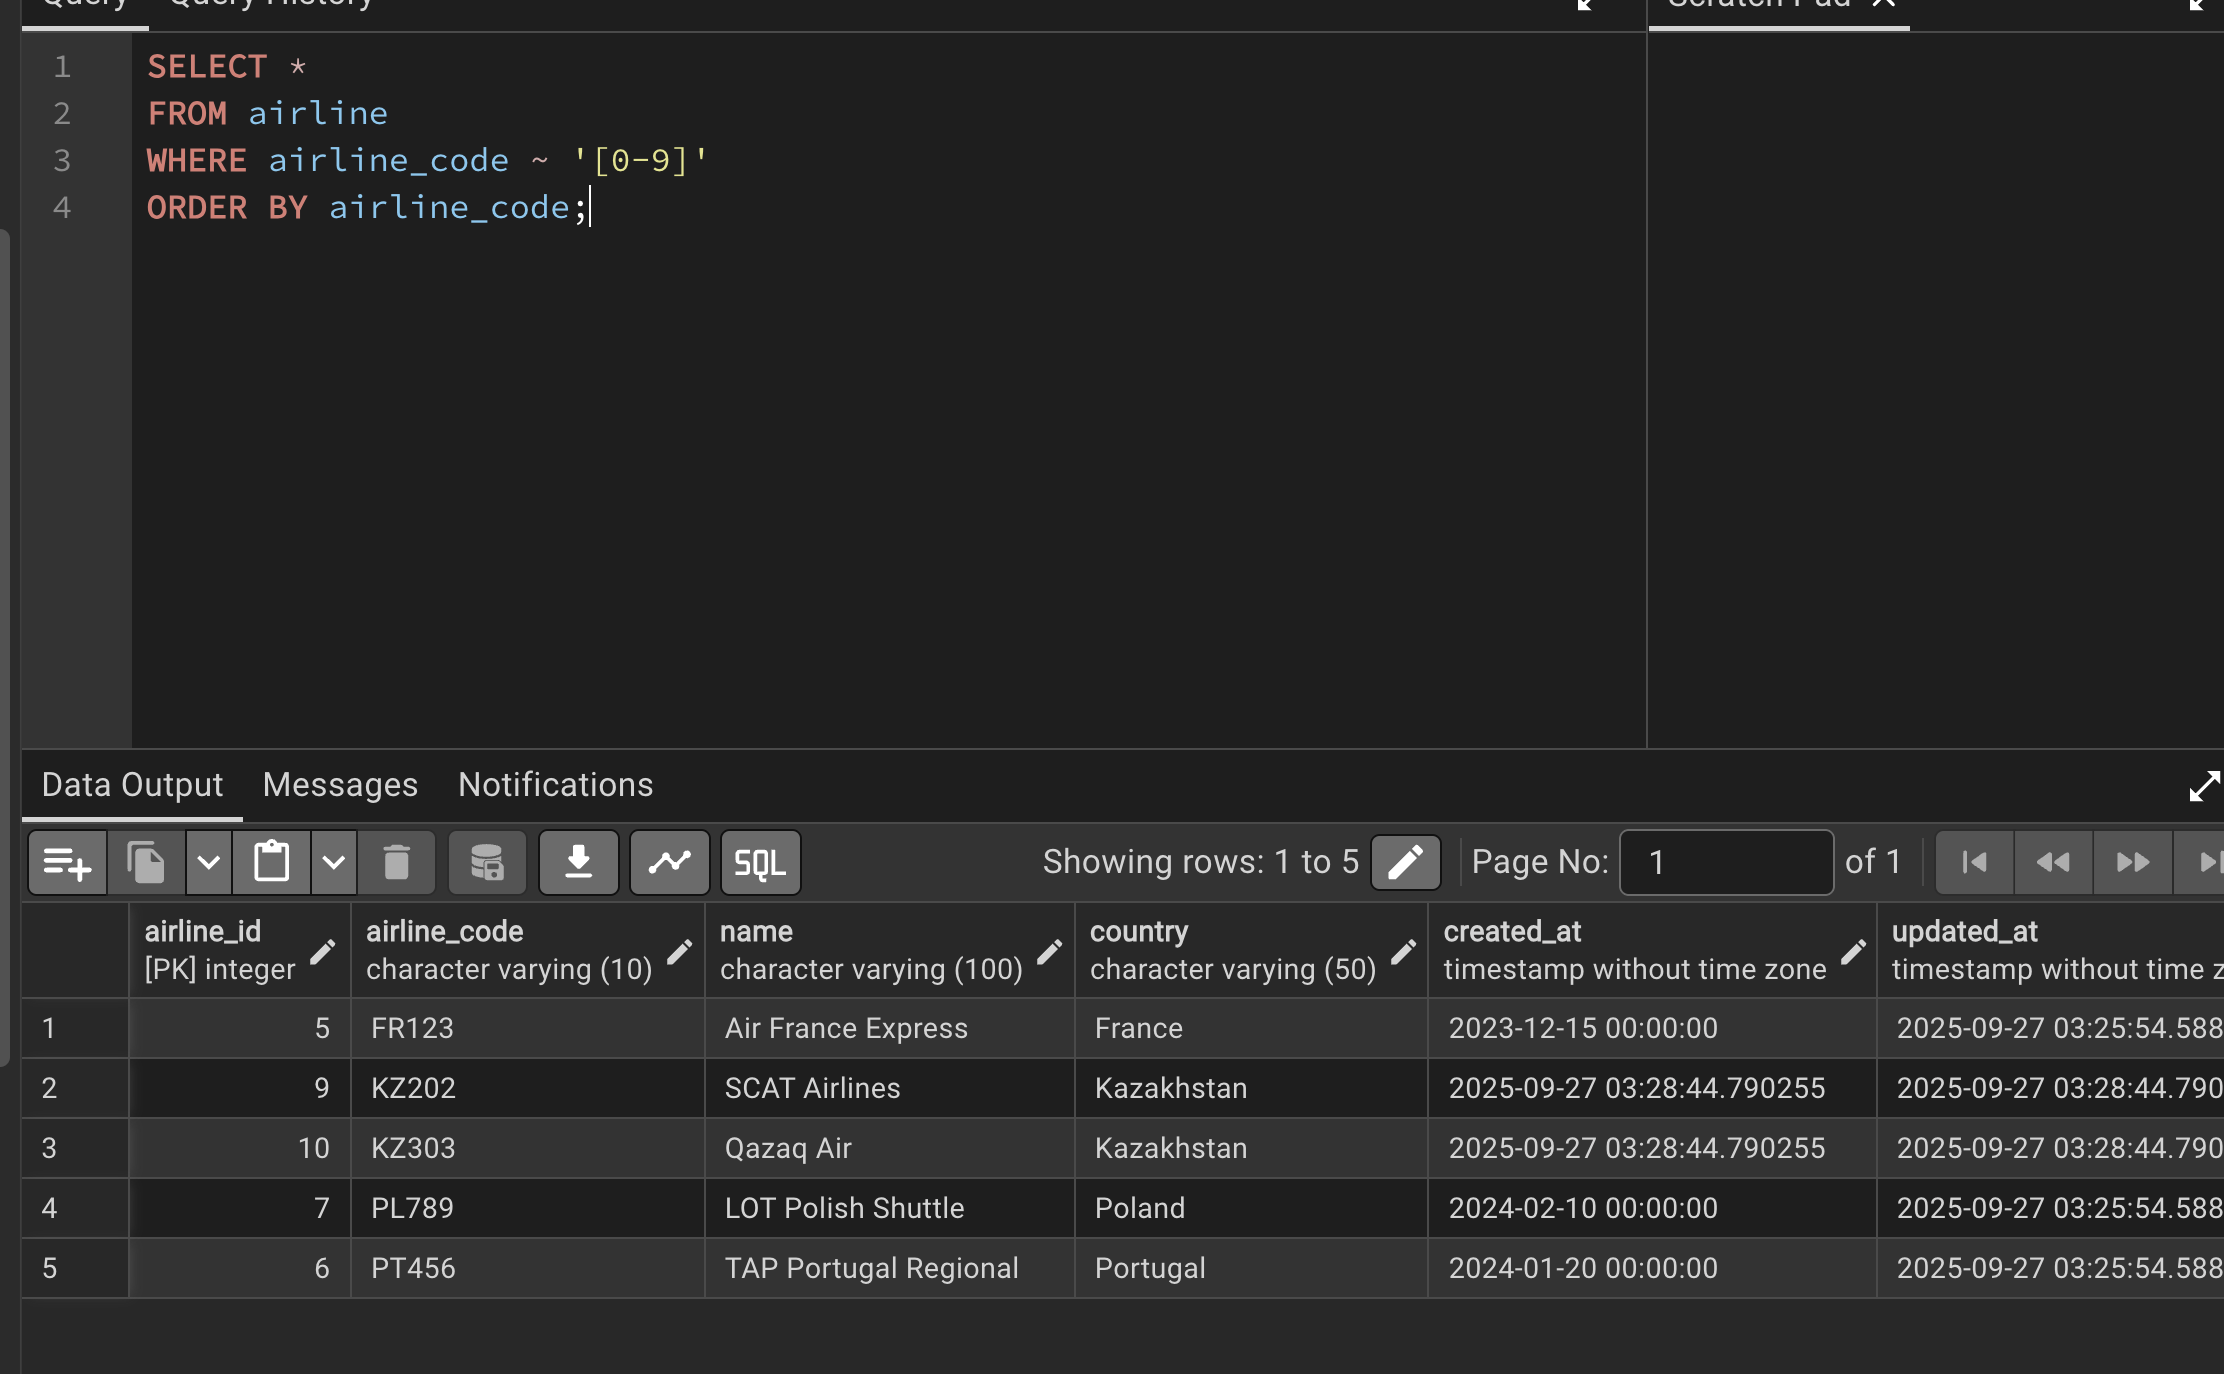 Query Query History
Scratch Pad
1 SELECT *
2 FROM airline
3 WHERE airline_code ~ '[0-9]'
4 ORDER BY airline_code;
Data Output Messages Notifications
SQL Showing rows: 1 to 5 Page No: 1 of 1
airline_id airline_code name country created_at updated_at
[PK] integer character varying (10) character varying (100) character varying (50) timestamp without time zone timestamp without time z
1 5 FR123 Air France Express France 2023-12-15 00:00:00 2025-09-27 03:25:54.588
2 9 KZ202 SCAT Airlines Kazakhstan 2025-09-27 03:28:44.790255 2025-09-27 03:28:44.790
3 10 KZ303 Qazaq Air Kazakhstan 2025-09-27 03:28:44.790255 2025-09-27 03:28:44.790
4 7 PL789 LOT Polish Shuttle Poland 2024-02-10 00:00:00 2025-09-27 03:25:54.588
5 6 PT456 TAP Portugal Regional Portugal 2024-01-20 00:00:00 2025-09-27 03:25:54.588